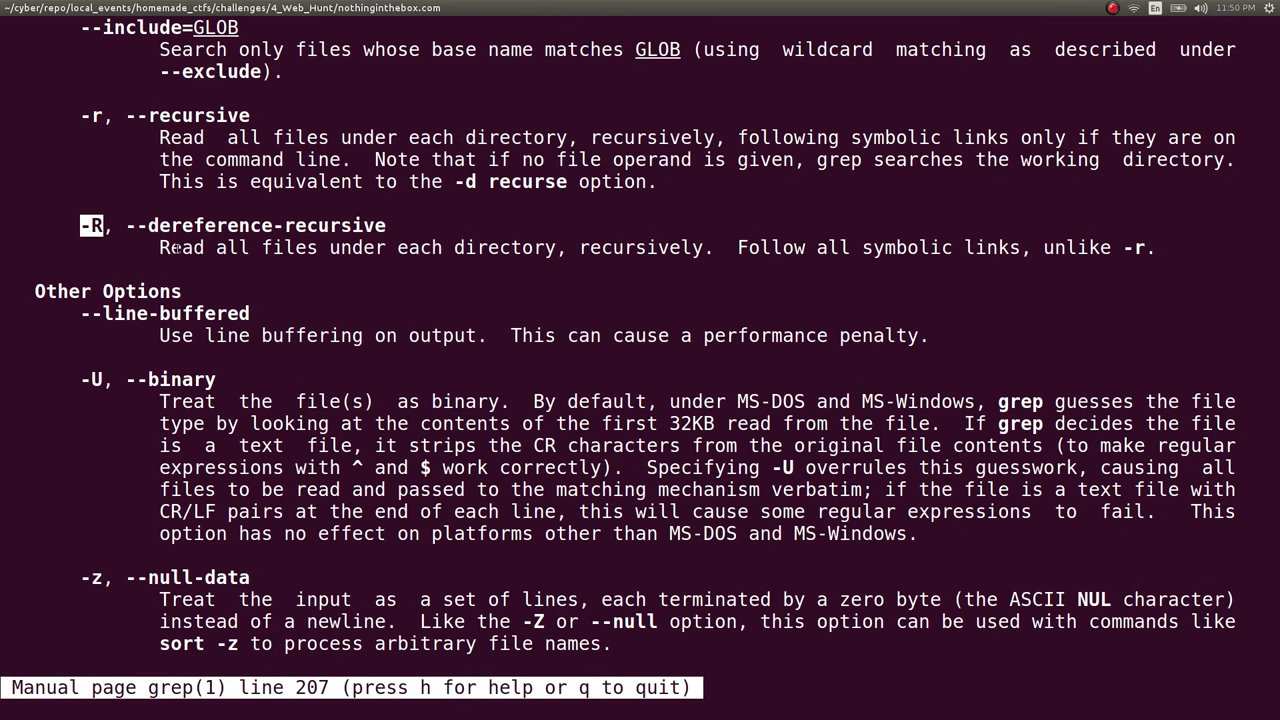 ~/cyber/repo/local_events/homemade_ctfs/challenges/4_Web_Hunt/nothinginthebox.com
En
11:50 PM
--include=GLOB
Search only files whose base name matches GLOB (using wildcard matching as described under
--exclude).
-r, --recursive
Read all files under each directory, recursively, following symbolic links only if they are on
the command line. Note that if no file operand is given, grep searches the working directory.
This is equivalent to the -d recurse option.
-R, --dereference-recursive
Read all files under each directory, recursively. Follow all symbolic links, unlike -r.
Other Options
--line-buffered
Use line buffering on output. This can cause a performance penalty.
-U, --binary
Treat the file(s) as binary. By default, under MS-DOS and MS-Windows, grep guesses the file
type by looking at the contents of the first 32KB read from the file. If grep decides the file
is a text file, it strips the CR characters from the original file contents (to make regular
expressions with ^ and $ work correctly). Specifying -U overrules this guesswork, causing all
files to be read and passed to the matching mechanism verbatim; if the file is a text file with
CR/LF pairs at the end of each line, this will cause some regular expressions to fail. This
option has no effect on platforms other than MS-DOS and MS-Windows.
-z, --null-data
Treat the input as a set of lines, each terminated by a zero byte (the ASCII NUL character)
instead of a newline. Like the -Z or --null option, this option can be used with commands like
sort -z to process arbitrary file names.
Manual page grep(1) line 207 (press h for help or q to quit)